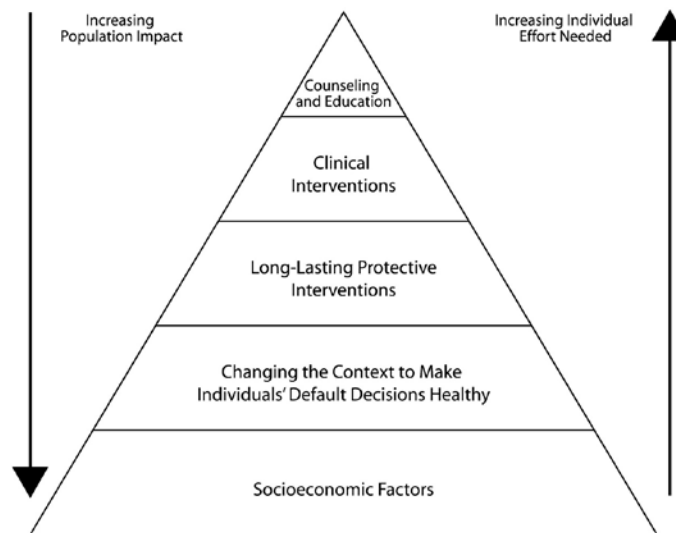 Increasing
Population Impact
Increasing Individual
Effort Needed
Counseling
and Education
Clinical
Interventions
Long-Lasting Protective
Interventions
Changing the Context to Make
Individuals’ Default Decisions Healthy
Socioeconomic Factors